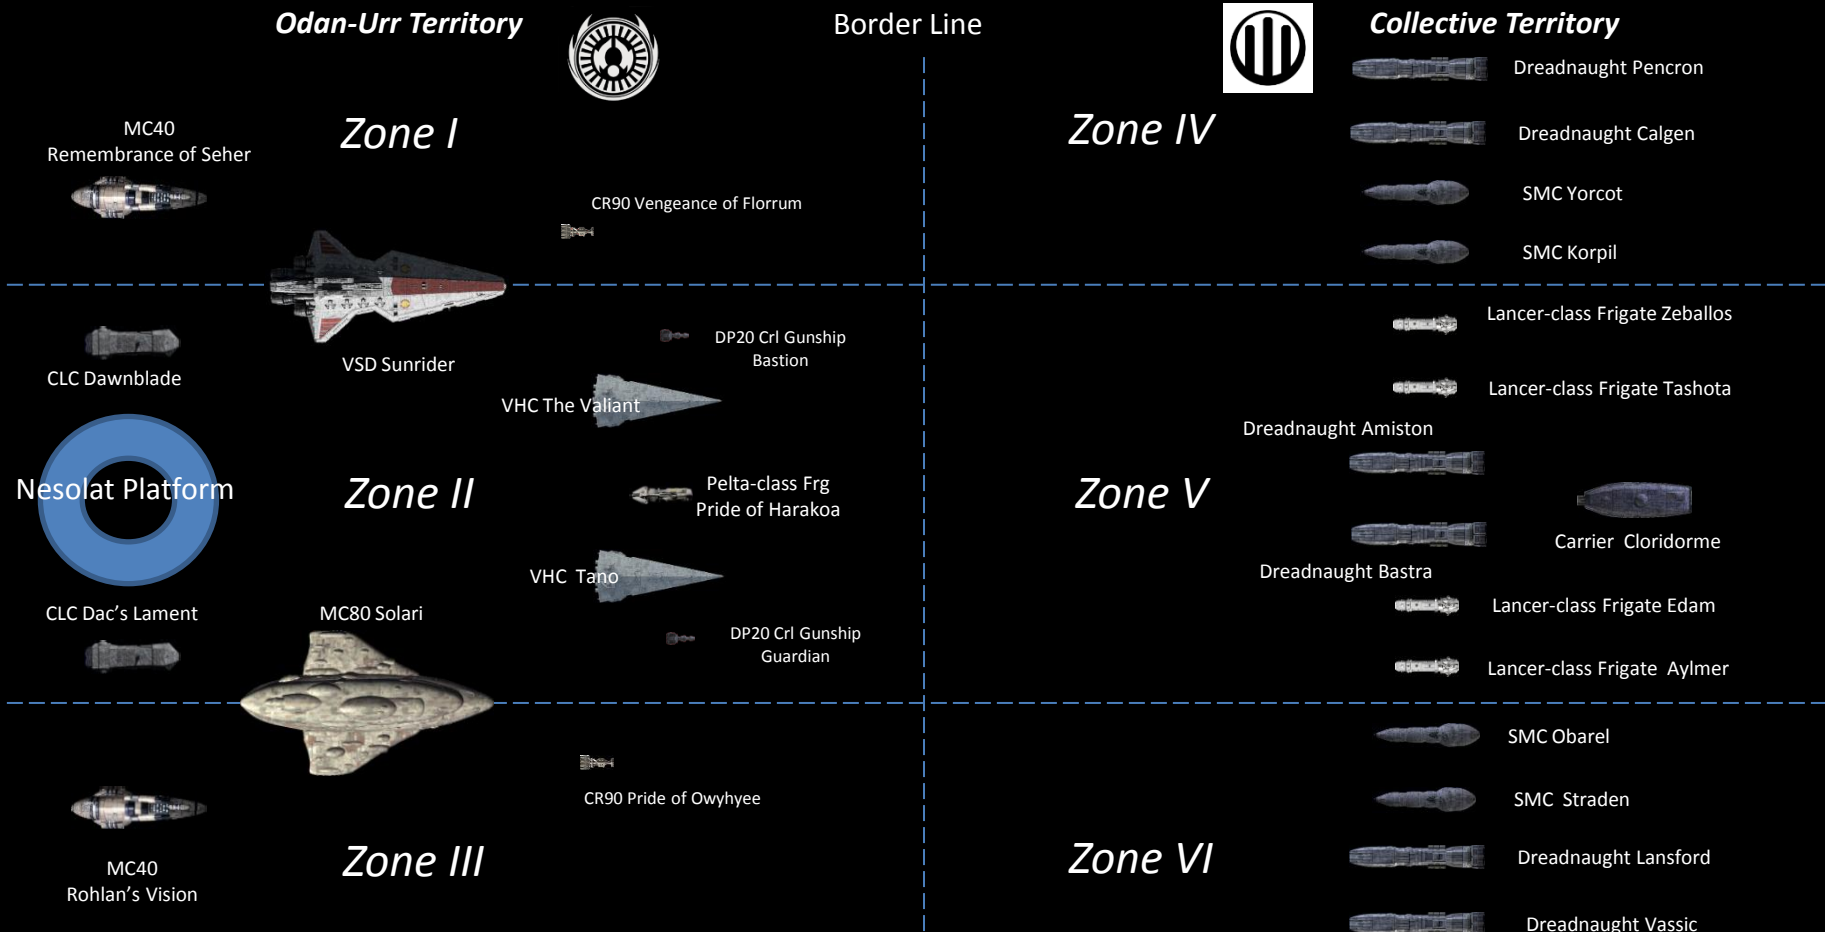 Odan-Urr Territory
Border Line
Collective Territory
Zone I
MC40
Remembrance of Seher
CR90 Vengeance of Florrum
Zone IV
Dreadnaught Pencron
Dreadnaught Calgen
SMC Yorcot
SMC Korpil
CLC Dawnblade
VSD Sunrider
DP20 Crl Gunship
Bastion
VHC The Valiant
Nesolat Platform
Zone II
Pelta-class Frg
Pride of Harakoa
VHC Tano
CLC Dac's Lament
MC80 Solari
DP20 Crl Gunship
Guardian
Lancer-class Frigate Zeballos
Lancer-class Frigate Tashota
Dreadnaught Amiston
Zone V
Carrier Cloridorme
Dreadnaught Bastra
Lancer-class Frigate Edam
Lancer-class Frigate Aylmer
CR90 Pride of Owyhyee
MC40
Rohlan's Vision
Zone III
SMC Obarel
SMC Straden
Zone VI
Dreadnaught Lansford
Dreadnaught Vassic